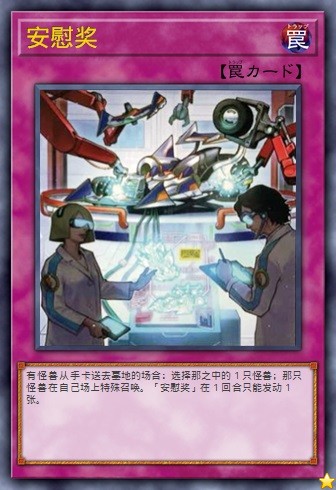 安慰奖
罠
トラップ
【罠カード】
有怪兽从手卡送去墓地的场合：选择那之中的1只怪兽；那只
怪兽在自己场上特殊召唤。「安慰奖」在1回合只能发动1
张。